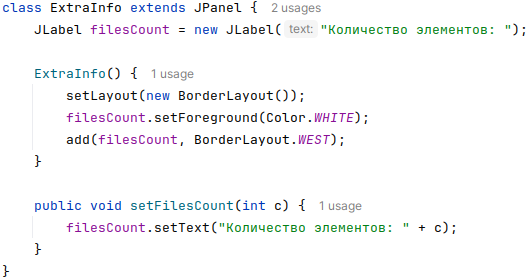 class ExtraInfo extends JPanel { 2 usages
JLabel filesCount = new JLabel( text: "Количество элементов: ");
ExtraInfo() { 1 usage
setLayout(new BorderLayout());
filesCount.setForeground(Color.WHITE);
add(filesCount, BorderLayout.WEST);
}
public void setFilesCount(int c) { 1 usage
filesCount.setText("Количество элементов: " + c);
}
}